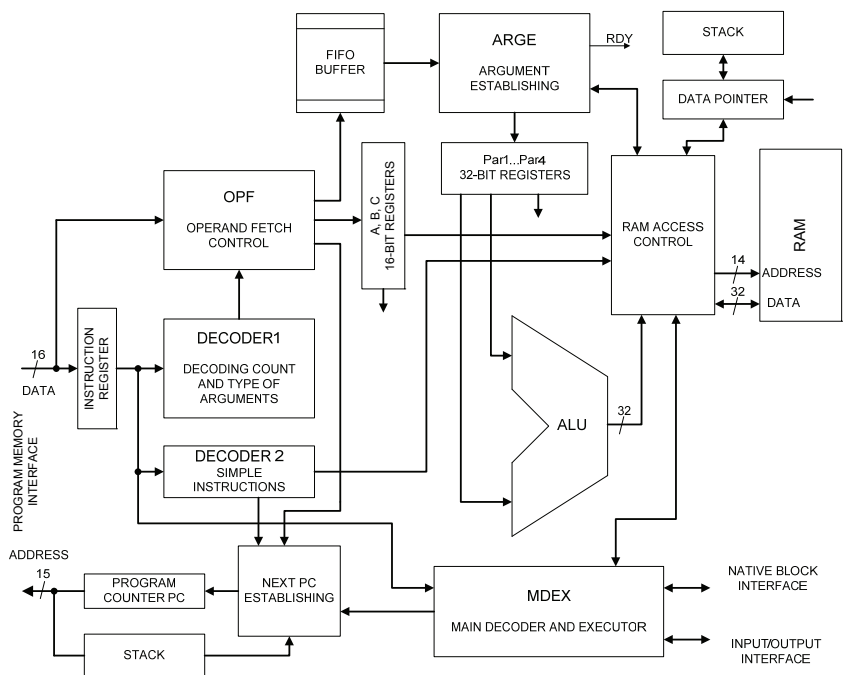 FIFO
BUFFER
ARGE
ARGUMENT
ESTABLISHING
RDY
STACK
DATA POINTER
Par1...Par4
32-BIT REGISTERS
OPF
OPERAND FETCH
CONTROL
A, B, C
16-BIT REGISTERS
RAM ACCESS
CONTROL
RAM
14
ADDRESS
32
DATA
DECODER1
DECODING COUNT
AND TYPE OF
ARGUMENTS
INSTRUCTION
REGISTER
16
DATA
PROGRAM MEMORY
INTERFACE
ALU
32
DECODER 2
SIMPLE
INSTRUCTIONS
ADDRESS
15
PROGRAM
COUNTER PC
NEXT PC
ESTABLISHING
STACK
MDEX
MAIN DECODER AND EXECUTOR
NATIVE BLOCK
INTERFACE
INPUT/OUTPUT
INTERFACE